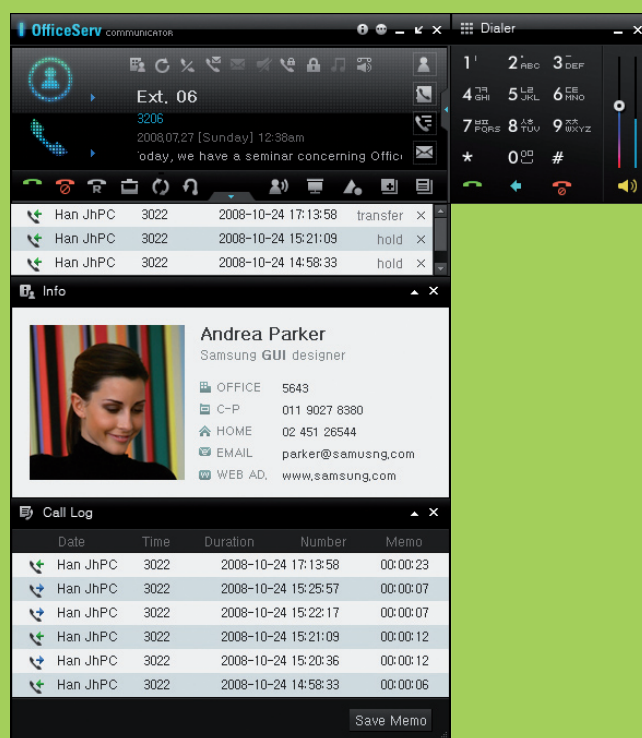 OfficeServ COMMUNICATOR
Ext. 06
3206
2008.07.27 [Sunday] 12:38am
oday, we have a seminar concerning Offic
Han JhPC 3022 2008-10-24 17:13:58 transfer
Han JhPC 3022 2008-10-24 15:21:09 hold
Han JhPC 3022 2008-10-24 14:58:33 hold
Info
Andrea Parker
Samsung GUI designer
OFFICE 5643
C-P 011 9027 8380
HOME 02 451 26544
EMAIL parker@samusng.com
WEB AD. www.samsung.com
Call Log
Date Time Duration Number Memo
Han JhPC 3022 2008-10-24 17:13:58 00:00:23
Han JhPC 3022 2008-10-24 15:25:57 00:00:07
Han JhPC 3022 2008-10-24 15:22:17 00:00:07
Han JhPC 3022 2008-10-24 15:21:09 00:00:12
Han JhPC 3022 2008-10-24 15:20:36 00:00:12
Han JhPC 3022 2008-10-24 14:58:33 00:00:06
Save Memo
Dialer
1 2 ABC 3 DEF
4 ㄱㅋ GHI 5 ㄴㄹ JKL 6 ㄷㅌ MNO
7 ㅂㅍ PQRS 8 ㅅㅎ TUV 9 ㅈㅊ WXYZ
* 0 ㅇㅁ #